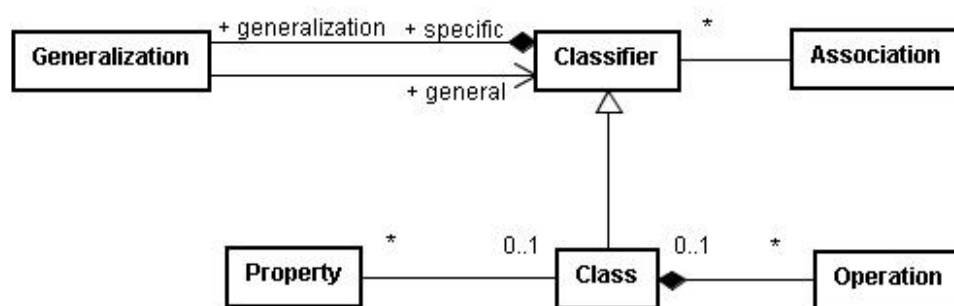 + generalization + specific *
Generalization Classifier Association
+ general
* 0..1 0..1 *
Property Class Operation